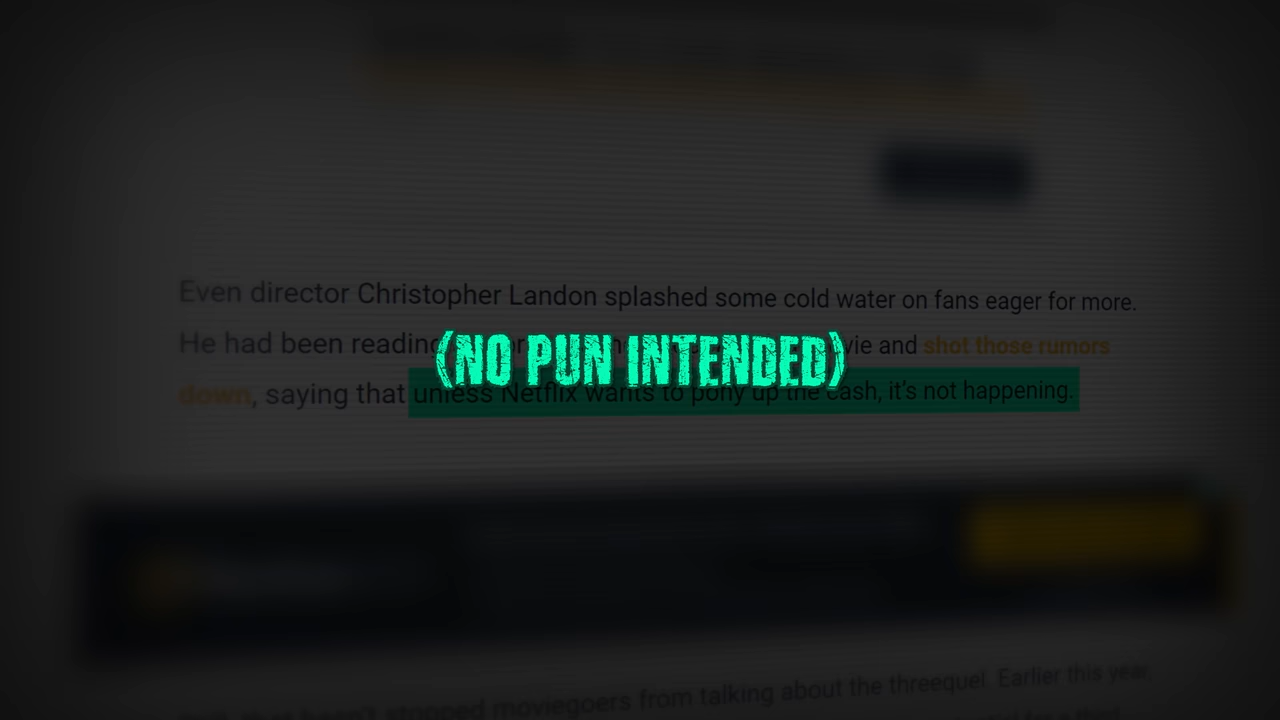 Even director Christopher Landon splashed some cold water on fans eager for more.
He had been reading vie and shot those rumors
(NO PUN INTENDED)
down, saying that unless Netflix wants to pony up the cash, it's not happening.
stopped moviegoers from talking about the threequel. Earlier this year